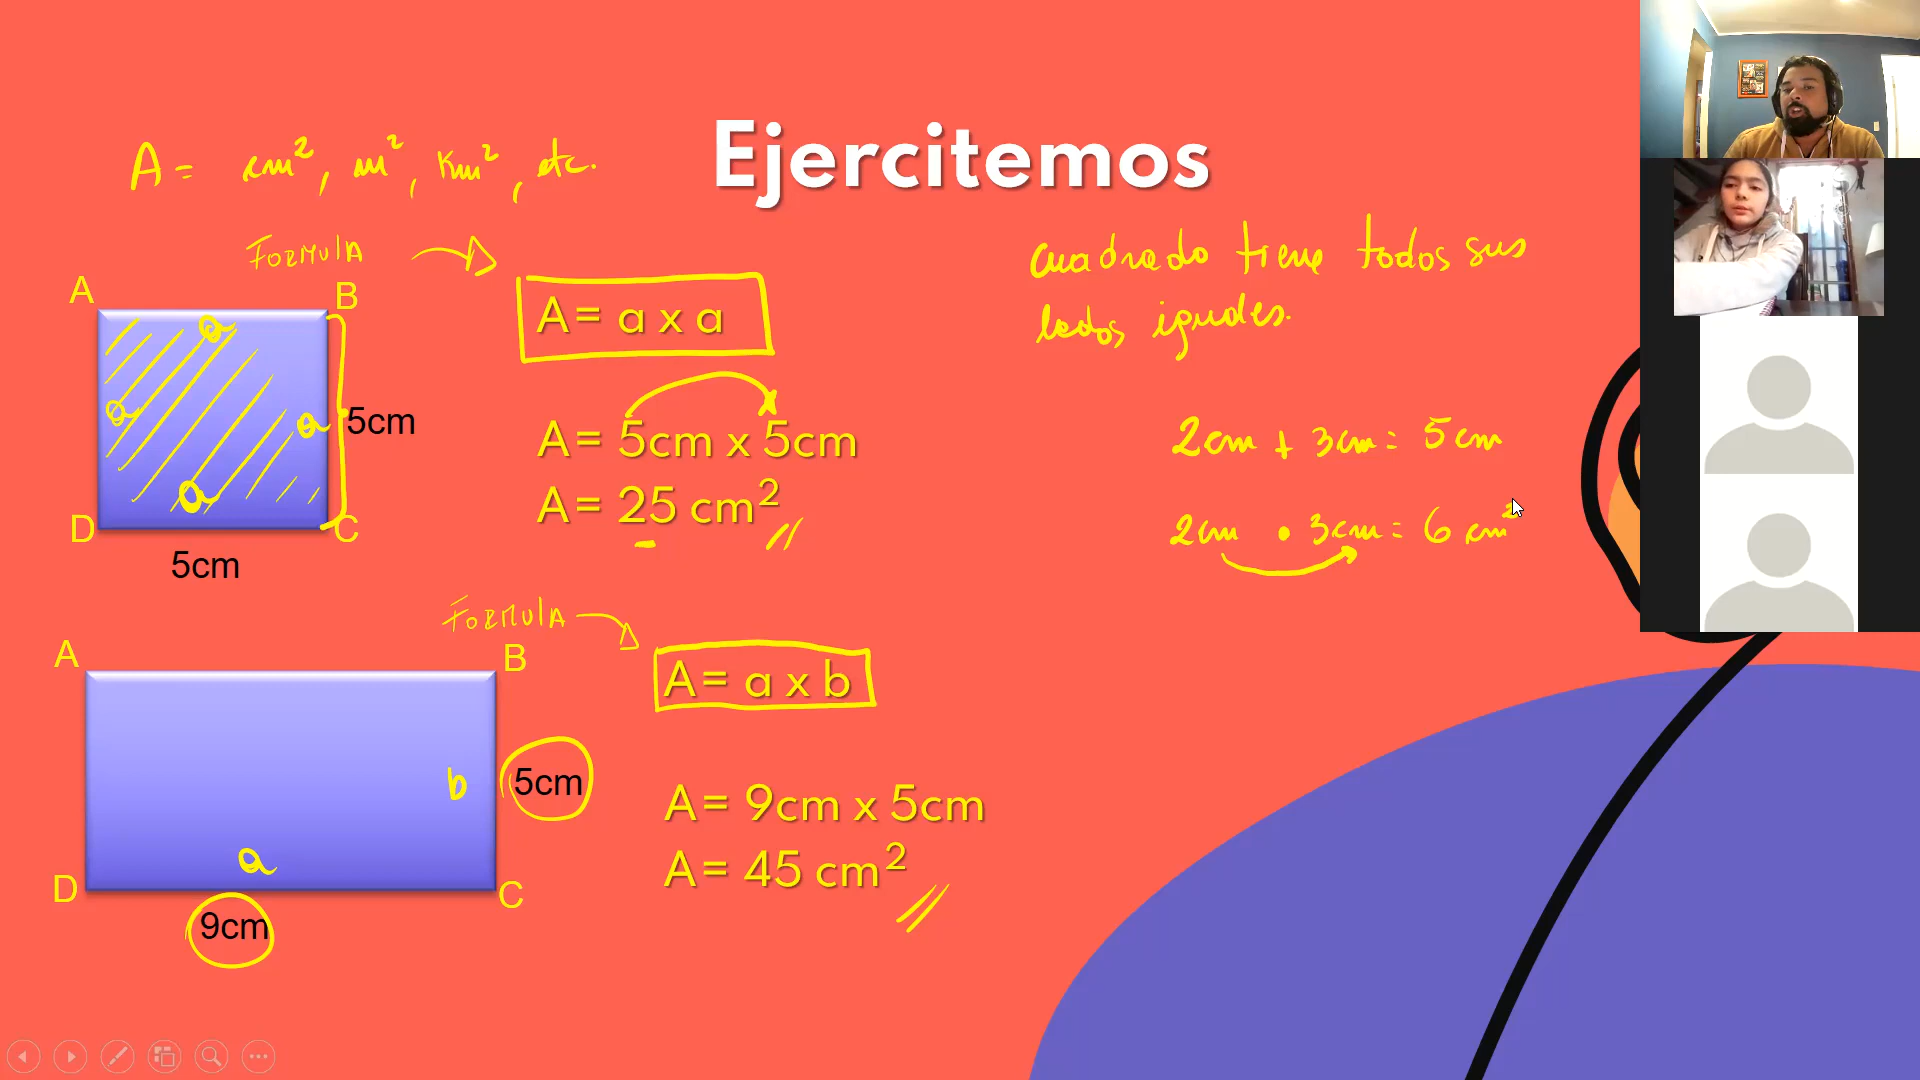 Ejercitemos
A = cm², m², Km², etc.
FORMULA
A = a x a
A
B
a
a
a
5cm
a
D
C
5cm
A = 5cm x 5cm
A = 25 cm²
cuadrado tiene todos sus
lados iguales.
2cm + 3cm = 5cm
2cm • 3cm = 6 cm²
FORMULA
A = a x b
A
B
b
5cm
a
D
C
9cm
A = 9cm x 5cm
A = 45 cm²